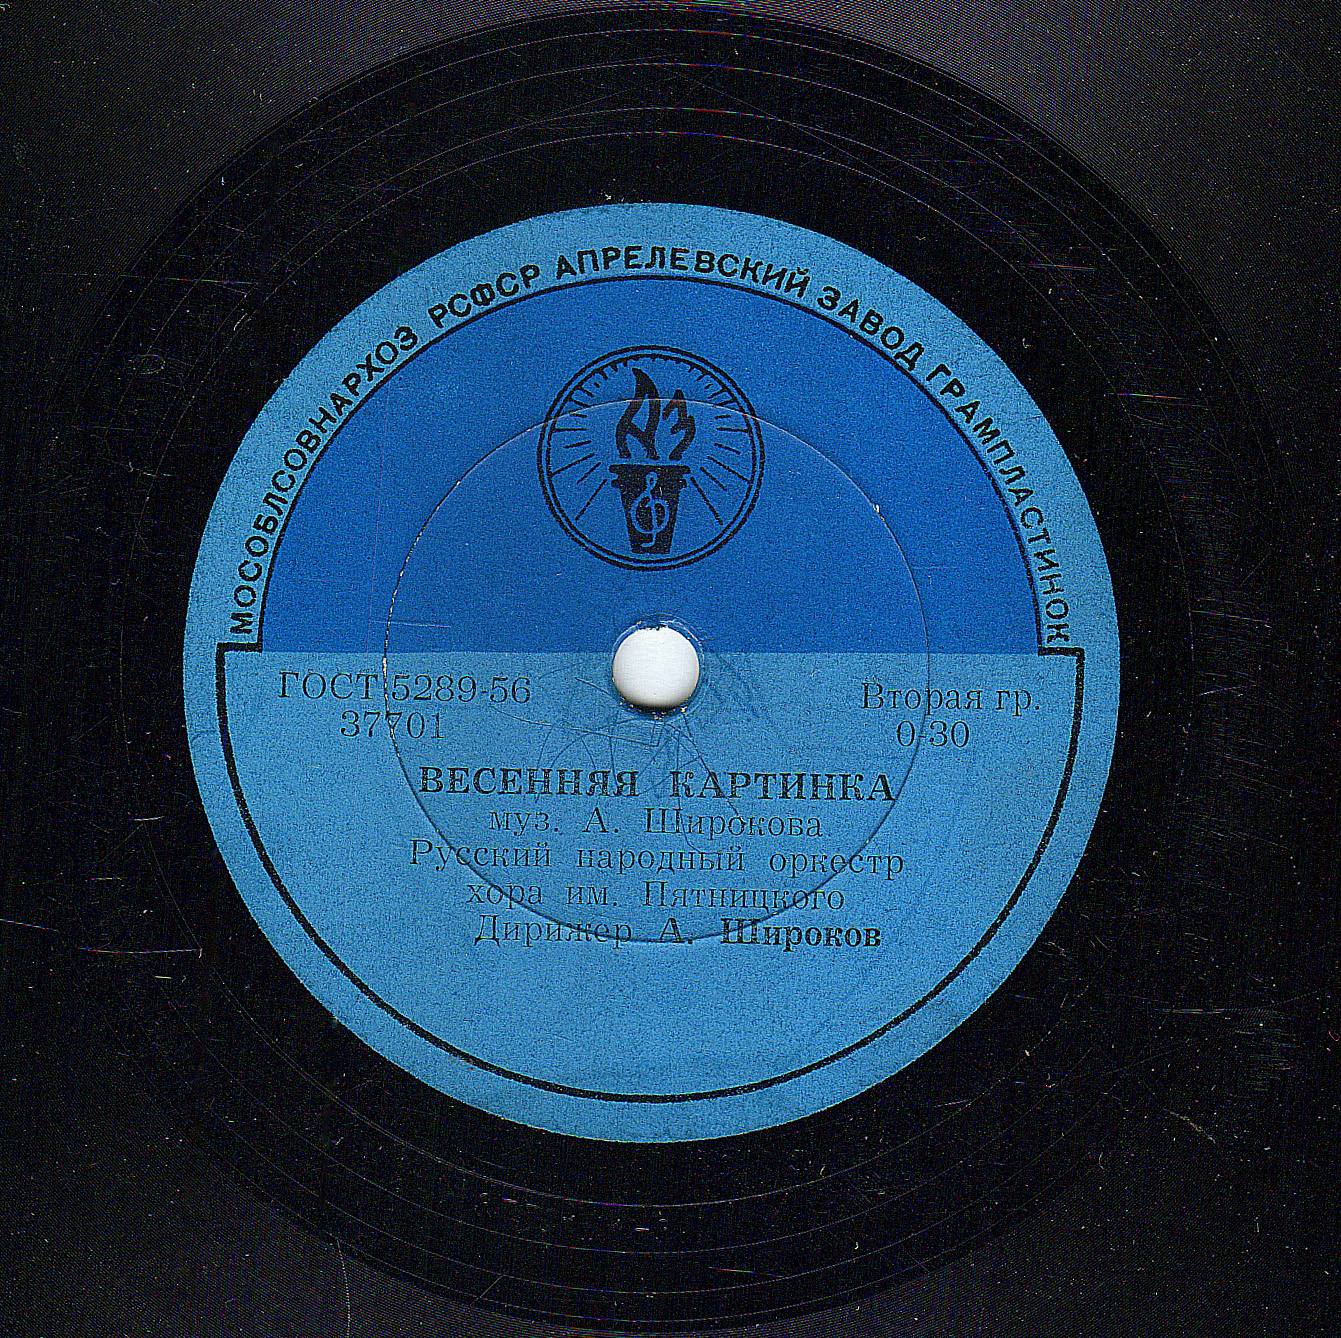 МОСОБЛСОВНАРХОЗ РСФСР АПРЕЛЕВСКИЙ ЗАВОД ГРАМПЛАСТИНОК
АЗ
ГОСТ 5289-56
37701
Вторая гр.
0-30
ВЕСЕННЯЯ КАРТИНКА
муз. А. Широкова
Русский народный оркестр
хора им. Пятницкого
Дирижер А. Широков